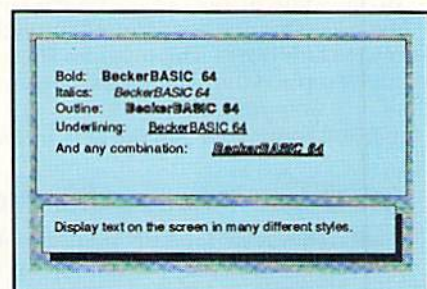 Bold: BeckerBASIC 64
Italics: BeckerBASIC 64
Outline: BeckerBASIC 64
Underlining: BeckerBASIC 64
And any combination: BeckerBASIC 64
Display text on the screen in many different styles.